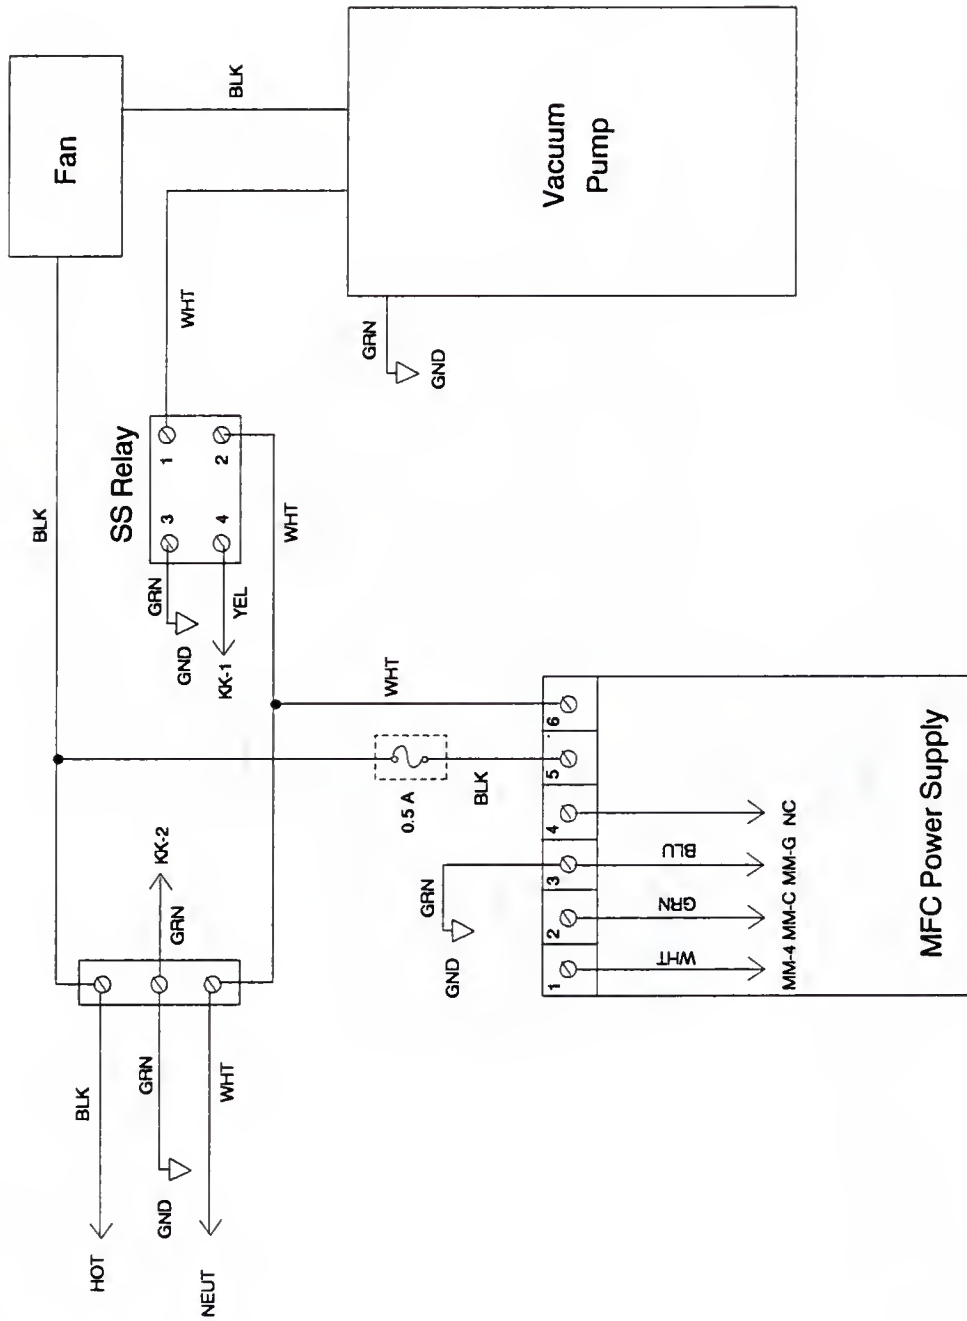 HOT
BLK
GND
GRN
GRN
KK-2
NEUT
WHT
BLK
Fan
BLK
SS Relay
3
1
4
2
GRN
GND
YEL
KK-1
WHT
WHT
Vacuum
Pump
GRN
GND
0.5 A
BLK
WHT
GRN
GND
1
2
3
4
5
6
WHT
GRN
BLU
MM-4 MM-C MM-G NC
MFC Power Supply